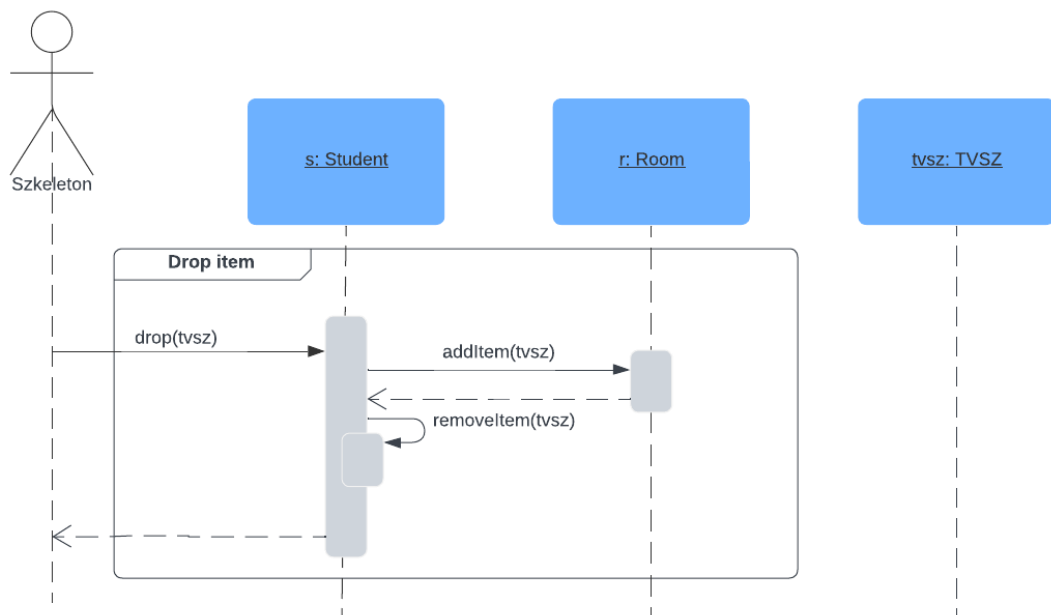 Szkeleton
s: Student
r: Room
tvsz: TVSZ
Drop item
drop(tvsz)
addItem(tvsz)
removeItem(tvsz)